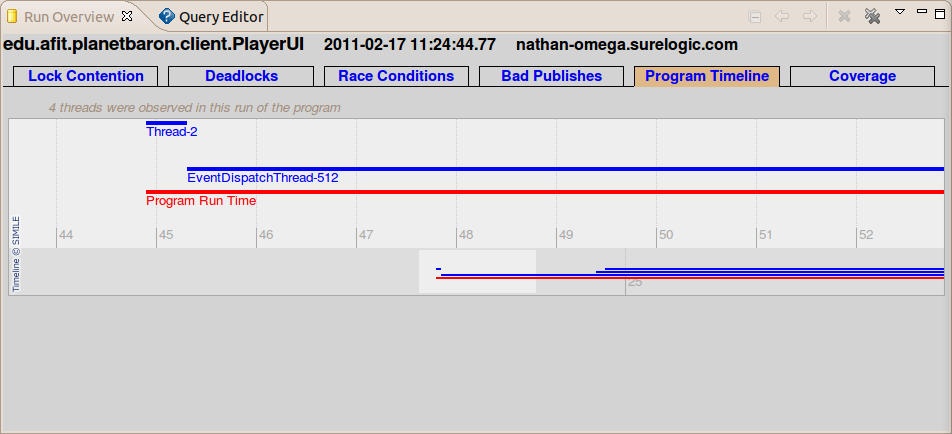 Run Overview Query Editor
edu.afit.planetbaron.client.PlayerUI 2011-02-17 11:24:44.77 nathan-omega.surelogic.com
Lock Contention Deadlocks Race Conditions Bad Publishes Program Timeline Coverage
4 threads were observed in this run of the program
Thread-2
EventDispatchThread-512
Program Run Time
44 45 46 47 48 49 50 51 52
25
Timeline © SIMILE